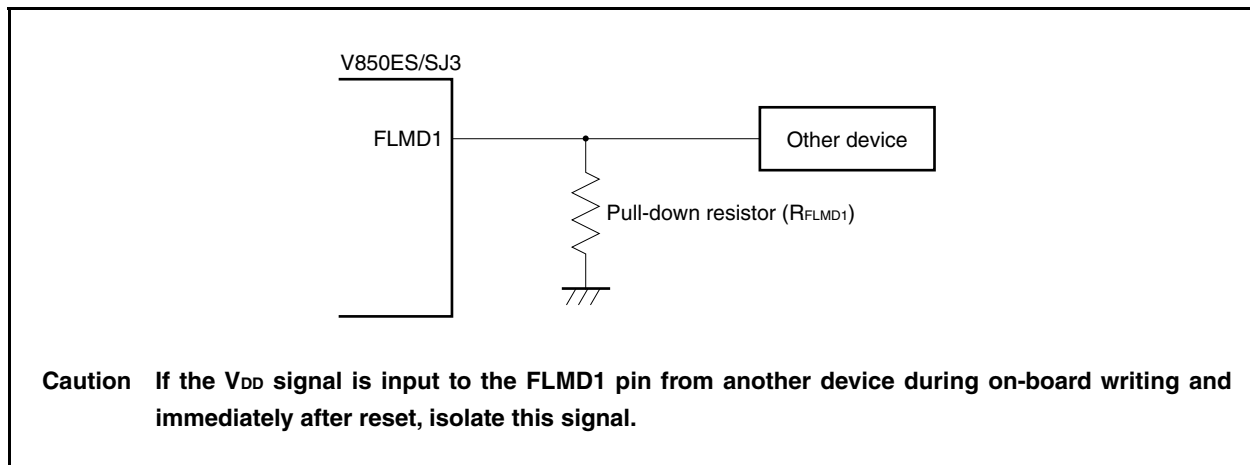 V850ES/SJ3
FLMD1
Other device
Pull-down resistor (RFLMD1)
Caution If the VDD signal is input to the FLMD1 pin from another device during on-board writing and
immediately after reset, isolate this signal.